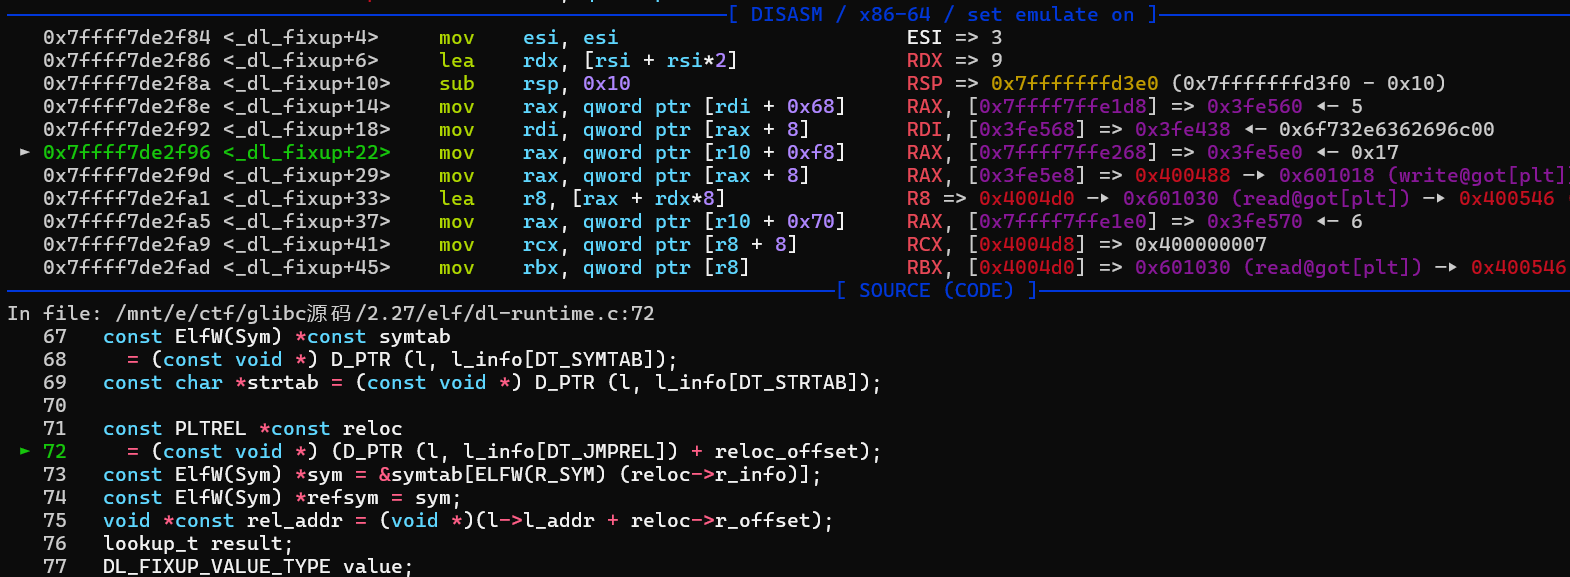 [ DISASM / x86-64 / set emulate on ]
0x7ffff7de2f84 <_dl_fixup+4>     mov    esi, esi                        ESI => 3
0x7ffff7de2f86 <_dl_fixup+6>     lea    rdx, [rsi + rsi*2]              RDX => 9
0x7ffff7de2f8a <_dl_fixup+10>    sub    rsp, 0x10                       RSP => 0x7fffffffd3e0 (0x7fffffffd3f0 - 0x10)
0x7ffff7de2f8e <_dl_fixup+14>    mov    rax, qword ptr [rdi + 0x68]     RAX, [0x7ffff7ffe1d8] => 0x3fe560 ◂— 5
0x7ffff7de2f92 <_dl_fixup+18>    mov    rdi, qword ptr [rax + 8]        RDI, [0x3fe568] => 0x3fe438 ◂— 0x6f732e6362696c00
► 0x7ffff7de2f96 <_dl_fixup+22>    mov    rax, qword ptr [r10 + 0xf8]     RAX, [0x7ffff7ffe268] => 0x3fe5e0 ◂— 0x17
0x7ffff7de2f9d <_dl_fixup+29>    mov    rax, qword ptr [rax + 8]        RAX, [0x3fe5e8] => 0x400488 —▸ 0x601018 (write@got[plt])
0x7ffff7de2fa1 <_dl_fixup+33>    lea    r8, [rax + rdx*8]               R8 => 0x4004d0 —▸ 0x601030 (read@got[plt]) —▸ 0x400546
0x7ffff7de2fa5 <_dl_fixup+37>    mov    rax, qword ptr [r10 + 0x70]     RAX, [0x7ffff7ffe1e0] => 0x3fe570 ◂— 6
0x7ffff7de2fa9 <_dl_fixup+41>    mov    rcx, qword ptr [r8 + 8]         RCX, [0x4004d8] => 0x400000007
0x7ffff7de2fad <_dl_fixup+45>    mov    rbx, qword ptr [r8]             RBX, [0x4004d0] => 0x601030 (read@got[plt]) —▸ 0x400546
[ SOURCE (CODE) ]
In file: /mnt/e/ctf/glibc源码/2.27/elf/dl-runtime.c:72
67   const ElfW(Sym) *const symtab
68     = (const void *) D_PTR (l, l_info[DT_SYMTAB]);
69   const char *strtab = (const void *) D_PTR (l, l_info[DT_STRTAB]);
70
71   const PLTREL *const reloc
► 72     = (const void *) (D_PTR (l, l_info[DT_JMPREL]) + reloc_offset);
73   const ElfW(Sym) *sym = &symtab[ELFW(R_SYM) (reloc->r_info)];
74   const ElfW(Sym) *refsym = sym;
75   void *const rel_addr = (void *)(l->l_addr + reloc->r_offset);
76   lookup_t result;
77   DL_FIXUP_VALUE_TYPE value;